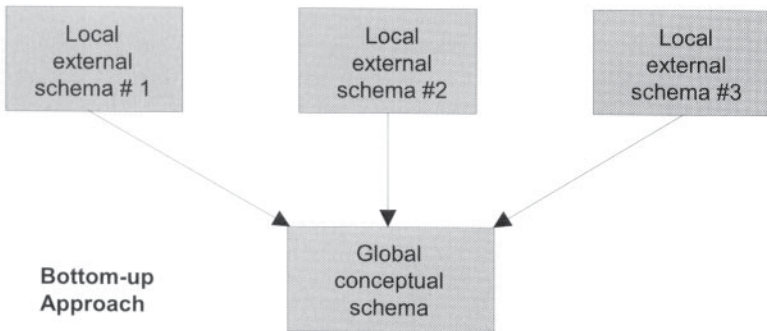 Local
external
schema # 1
Local
external
schema #2
Local
external
schema #3
Global
conceptual
schema
Bottom-up
Approach